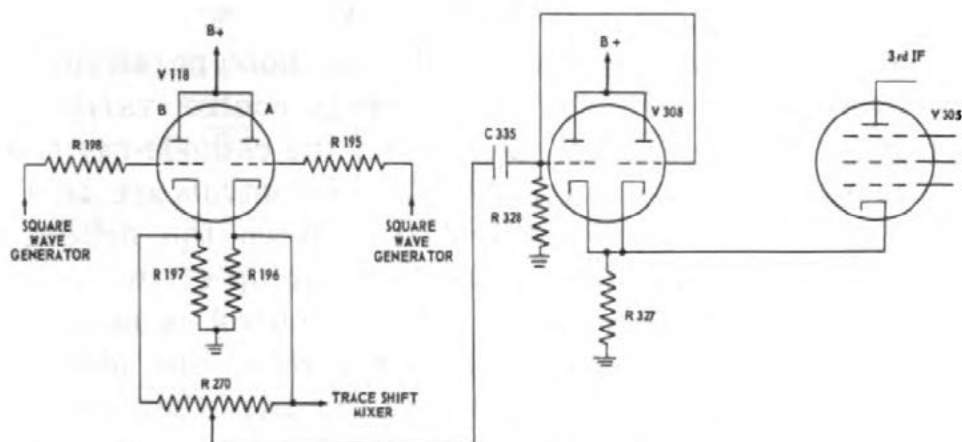 B+
V 118
B
A
R 198
R 195
SQUARE
WAVE
GENERATOR
SQUARE
WAVE
GENERATOR
R 197
R 196
R 270
TRACE SHIFT
MIXER
C 335
R 328
B +
V 308
R 327
3rd IF
V 305